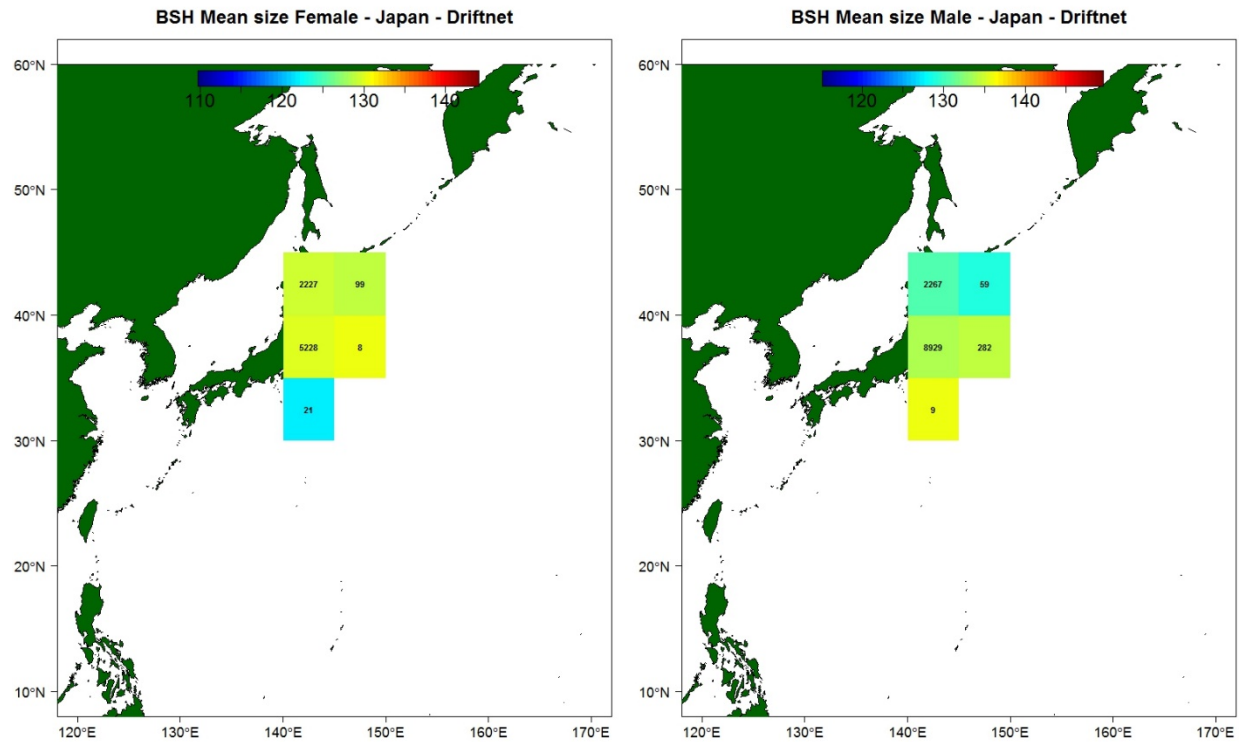 BSH Mean size Female - Japan - Driftnet
60°N
110 120 130 140
50°N
2227 99
40°N
5228 8
21
30°N
20°N
10°N
120°E 130°E 140°E 150°E 160°E 170°E
BSH Mean size Male - Japan - Driftnet
60°N
120 130 140
50°N
2267 59
40°N
8929 282
9
30°N
20°N
10°N
120°E 130°E 140°E 150°E 160°E 170°E